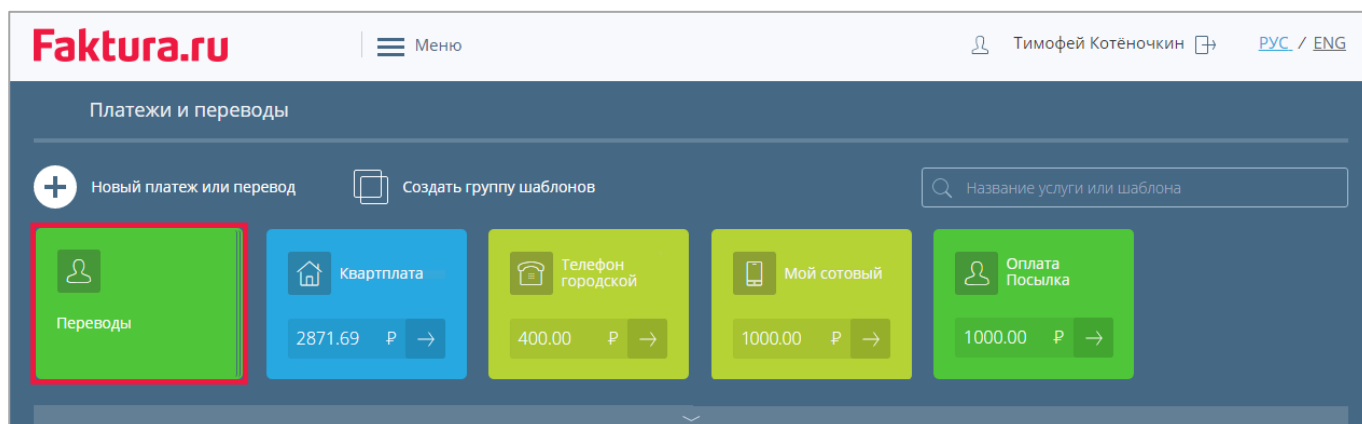 Faktura.ru
Меню
Тимофей Котёночкин
РУС / ENG
Платежи и переводы
Новый платеж или перевод
Создать группу шаблонов
Название услуги или шаблона
Переводы
Квартплата
2871.69 ₽
Телефон
городской
400.00 ₽
Мой сотовый
1000.00 ₽
Оплата
Посылка
1000.00 ₽